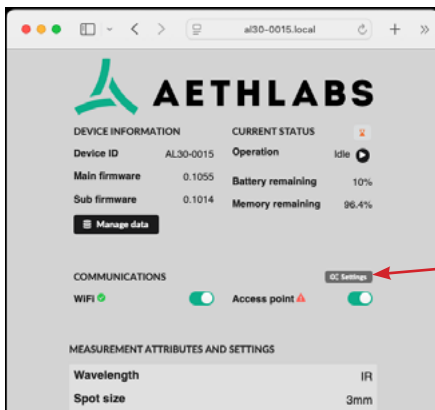 al30-0015.local
AETHLABS
DEVICE INFORMATION CURRENT STATUS
Device ID AL30-0015 Operation Idle
Main firmware 0.1055 Battery remaining 10%
Sub firmware 0.1014 Memory remaining 96.4%
Manage data
COMMUNICATIONS Settings
WiFi Access point
MEASUREMENT ATTRIBUTES AND SETTINGS
Wavelength IR
Spot size 3mm